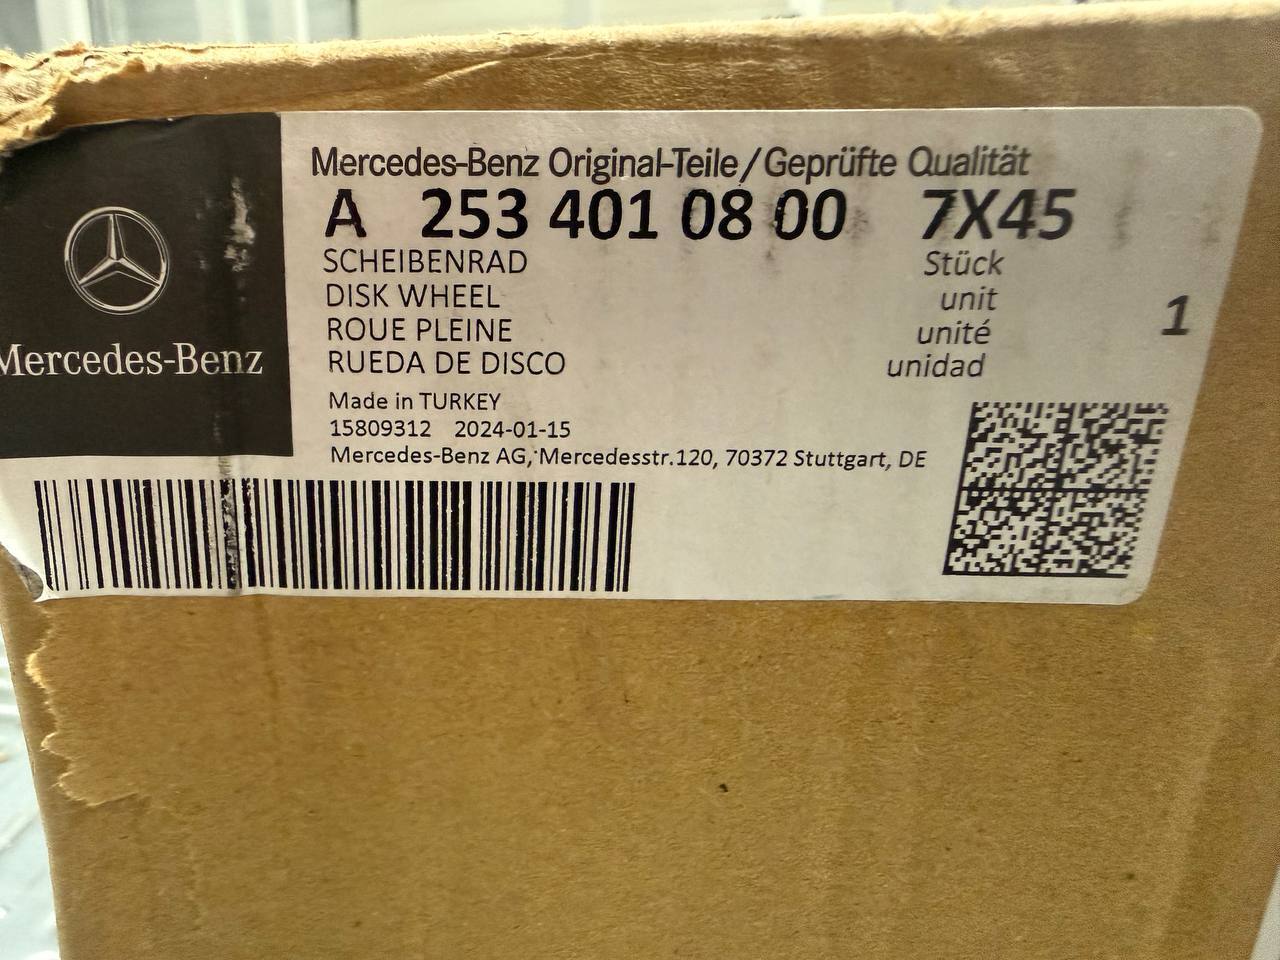 Mercedes-Benz Original-Teile/Geprüfte Qualität
A 253 401 08 00 7X45
SCHEIBENRAD Stück
DISK WHEEL unit
ROUE PLEINE unité
RUEDA DE DISCO unidad
1
Mercedes-Benz
Made in TURKEY
15809312 2024-01-15
Mercedes-Benz AG, Mercedesstr.120, 70372 Stuttgart, DE